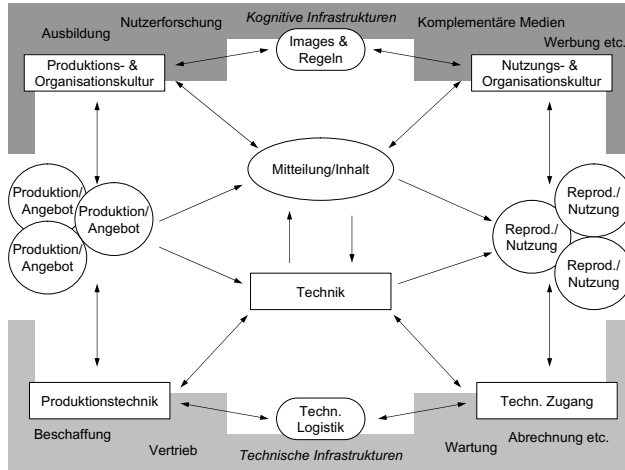 Ausbildung
Nutzerforschung
Kognitive Infrastrukturen
Komplementäre Medien
Werbung etc.
Produktions- &
Organisationskultur
Images &
Regeln
Nutzungs- &
Organisationskultur
Mitteilung/Inhalt
Produktion/
Angebot
Produktion/
Angebot
Produktion/
Angebot
Reprod./
Nutzung
Reprod./
Nutzung
Reprod./
Nutzung
Technik
Produktionstechnik
Techn.
Logistik
Techn. Zugang
Beschaffung
Vertrieb
Technische Infrastrukturen
Wartung
Abrechnung etc.